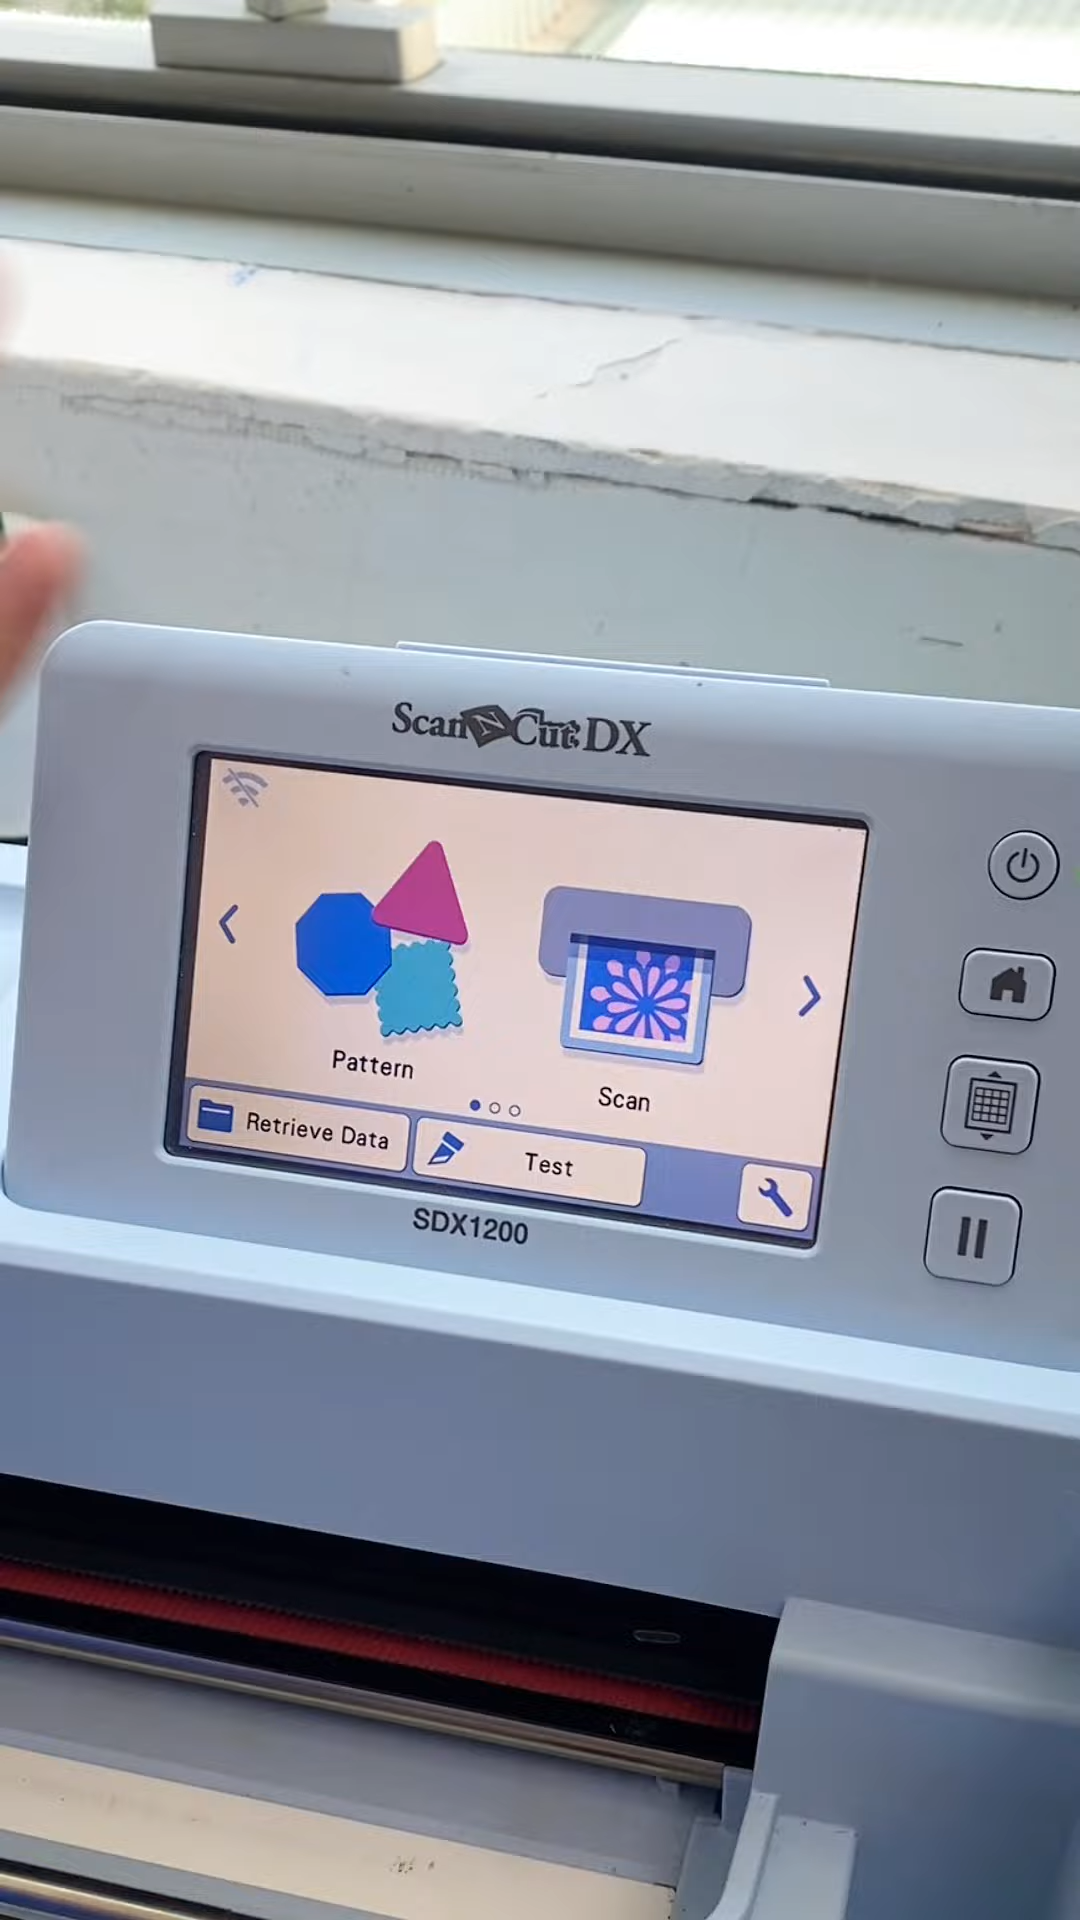 ScanNCut DX
Pattern
Scan
Retrieve Data
Test
SDX1200